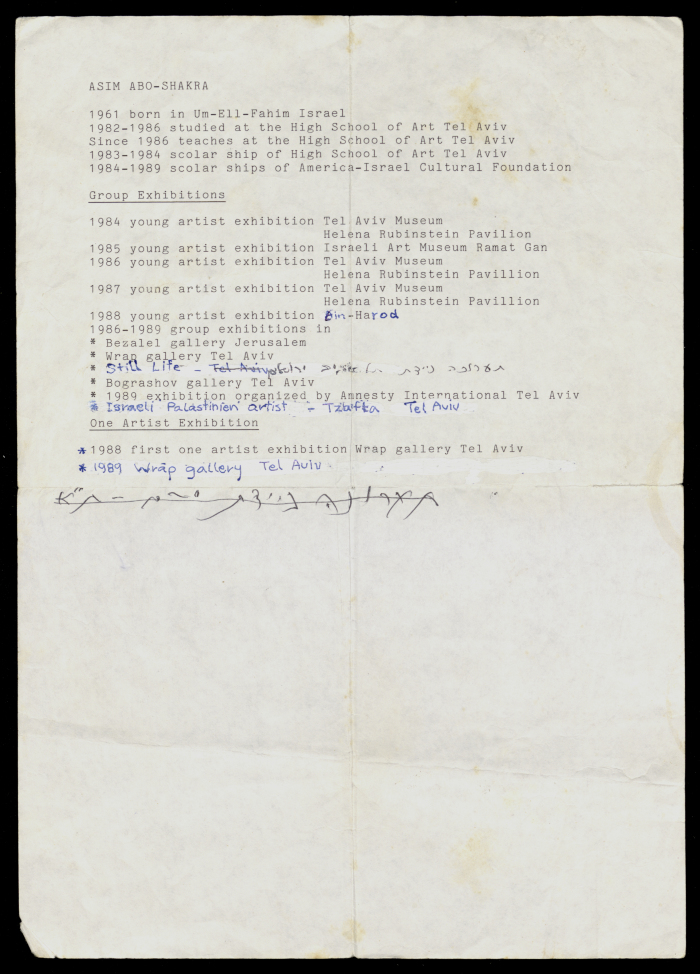 ASIM ABO-SHAKRA
1961 born in Um-Ell-Fahim Israel
1982-1986 studied at the High School of Art Tel Aviv
Since 1986 teaches at the High School of Art Tel Aviv
1983-1984 scolar ship of High School of Art Tel Aviv
1984-1989 scolar ships of America-Israel Cultural Foundation
Group Exhibitions
1984 young artist exhibition Tel Aviv Museum
Helena Rubinstein Pavilion
1985 young artist exhibition Israeli Art Museum Ramat Gan
1986 young artist exhibition Tel Aviv Museum
Helena Rubinstein Pavillion
1987 young artist exhibition Tel Aviv Museum
Helena Rubinstein Pavillion
1988 young artist exhibition Ein-Harod
1986-1989 group exhibitions in
* Bezalel gallery Jerusalem
* Wrap gallery Tel Aviv
* Still Life - Tel Aviv תערוכה ניידת
* Bograshov gallery Tel Aviv
* 1989 exhibition organized by Amnesty International Tel Aviv
* Israeli Palastinien artist - Tzavta Tel Aviv
One Artist Exhibition
* 1988 first one artist exhibition Wrap gallery Tel Aviv
* 1989 Wrap gallery Tel Aviv
תערוכה ניידת